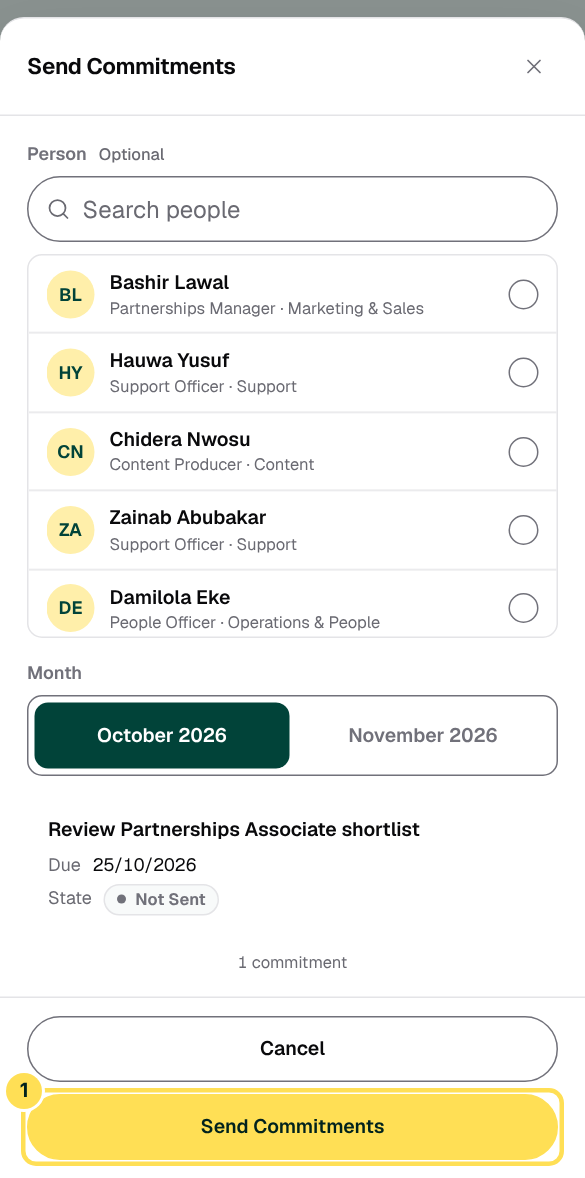 Send Commitments
Person Optional
Search people
BL
Bashir Lawal
Partnerships Manager · Marketing & Sales
HY
Hauwa Yusuf
Support Officer · Support
CN
Chidera Nwosu
Content Producer · Content
ZA
Zainab Abubakar
Support Officer · Support
DE
Damilola Eke
People Officer · Operations & People
Month
October 2026 November 2026
Review Partnerships Associate shortlist
Due 25/10/2026
State Not Sent
1 commitment
Cancel
1
Send Commitments